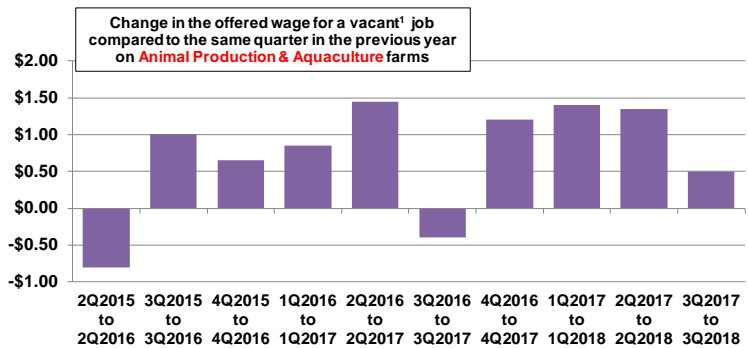 Change in the offered wage for a vacant¹ job
compared to the same quarter in the previous year
on Animal Production & Aquaculture farms
$2.00
$1.50
$1.00
$0.50
$0.00
-$0.50
-$1.00
2Q2015 3Q2015 4Q2015 1Q2016 2Q2016 3Q2016 4Q2016 1Q2017 2Q2017 3Q2017
to to to to to to to to to to
2Q2016 3Q2016 4Q2016 1Q2017 2Q2017 3Q2017 4Q2017 1Q2018 2Q2018 3Q2018